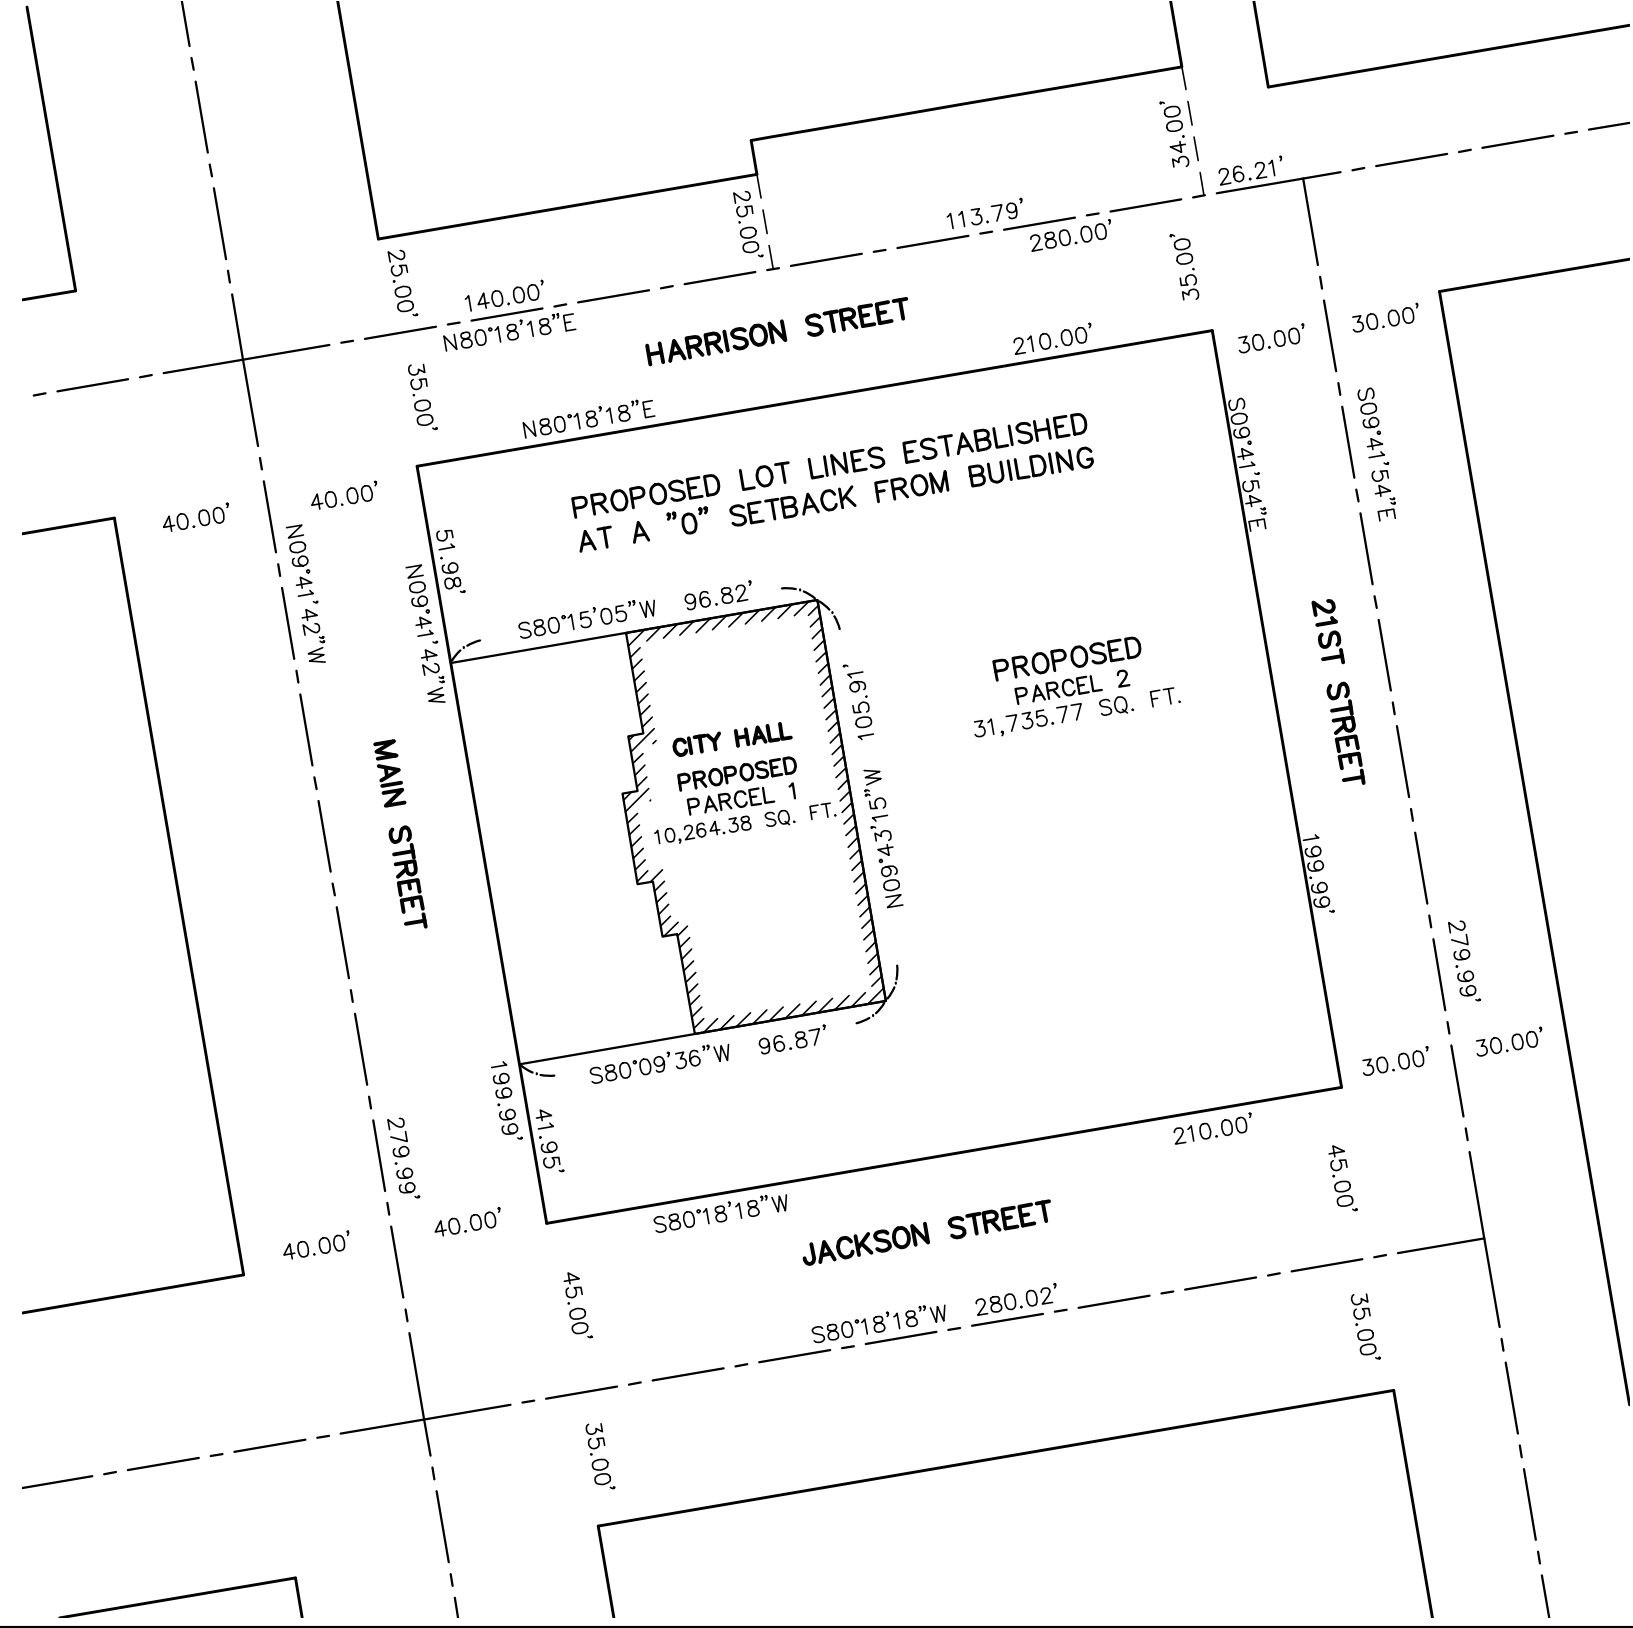 34.00'
26.21'
25.00'
113.79'
280.00'
25.00'
140.00'
N80°18'18"E
HARRISON STREET
35.00'
30.00'
30.00'
210.00'
35.00'
N80°18'18"E
S09°41'54"E
S09°41'54"E
PROPOSED LOT LINES ESTABLISHED
AT A "0" SETBACK FROM BUILDING
40.00'
40.00'
N09°41'42"W
51.98'
N09°41'42"W
S80°15'05"W 96.82'
21ST STREET
PROPOSED
PARCEL 2
31,735.77 SQ. FT.
N09°43'15"W 105.91'
CITY HALL
PROPOSED
PARCEL 1
10,264.38 SQ. FT.
MAIN STREET
199.99'
279.99'
S80°09'36"W 96.87'
30.00'
30.00'
199.99'
41.95'
279.99'
210.00'
45.00'
40.00'
40.00'
S80°18'18"W
JACKSON STREET
45.00'
S80°18'18"W 280.02'
35.00'
35.00'